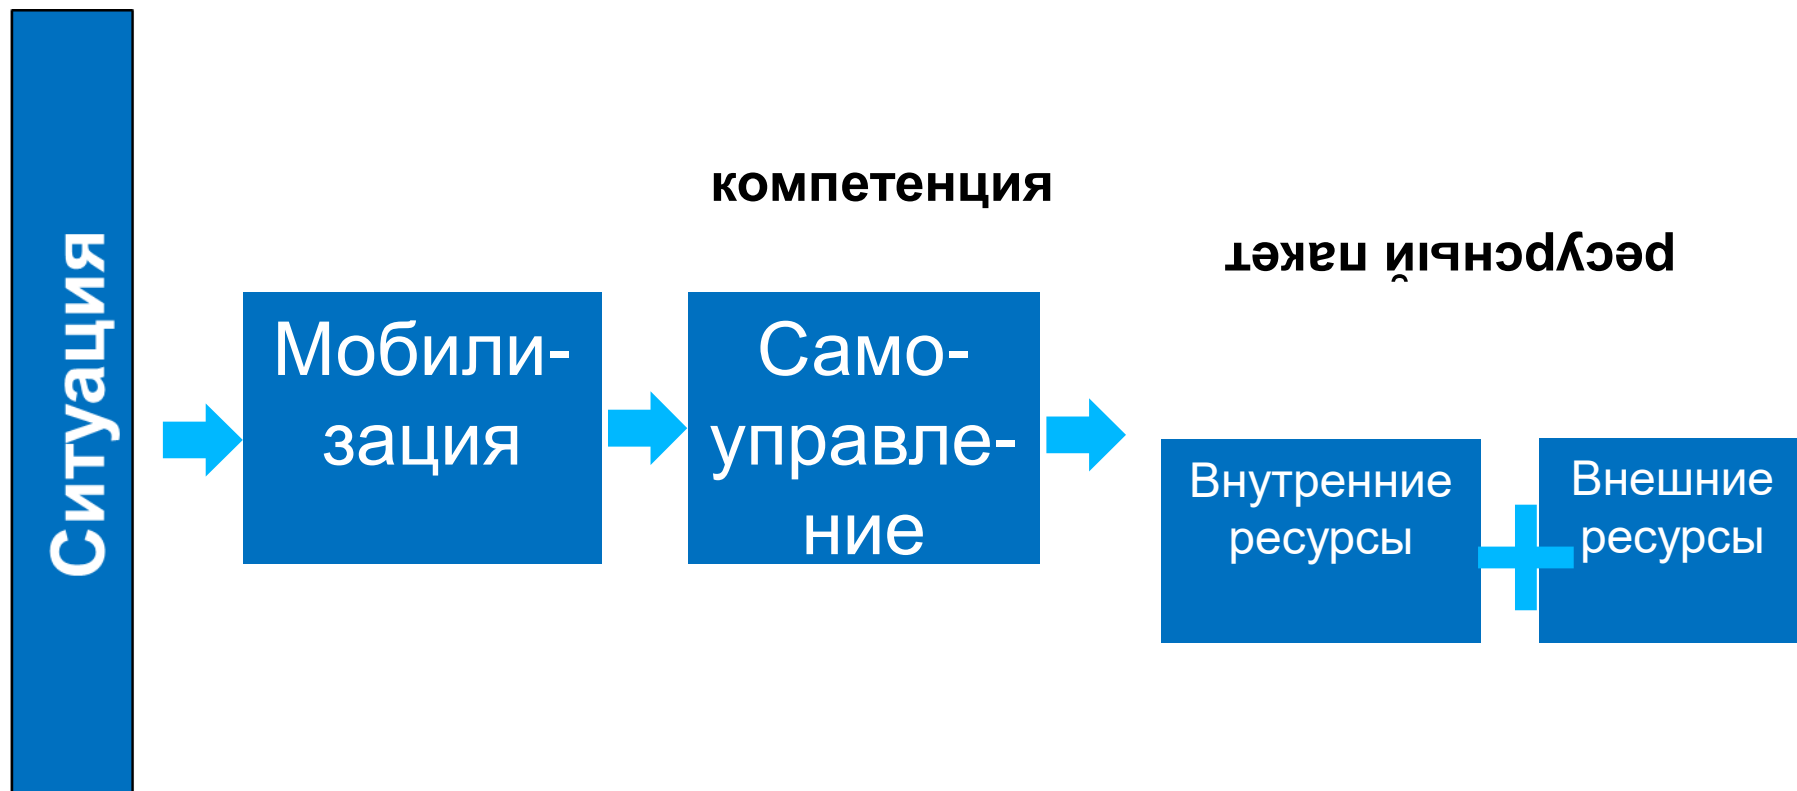 Ситуация
компетенция
ресурсный пакет
Мобили-
зация
Само-
управле-
ние
Внутренние
ресурсы
Внешние
ресурсы